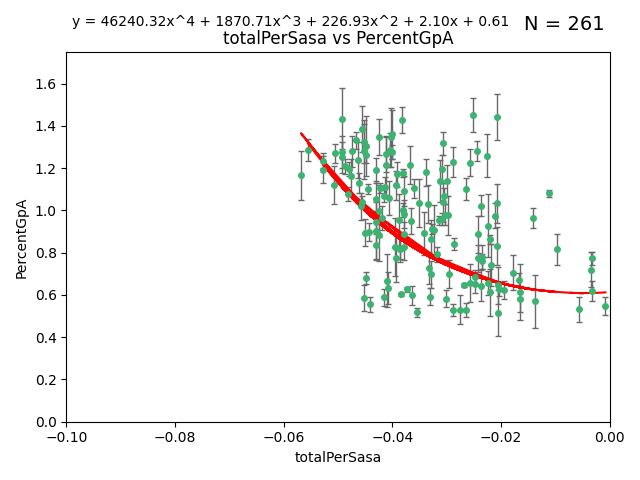 y = 46240.32x^4 + 1870.71x^3 + 226.93x^2 + 2.10x + 0.61 N = 261
totalPerSasa vs PercentGpA
1.6
1.4
1.2
1.0
0.8
0.6
0.4
0.2
0.0
PercentGpA
−0.10 −0.08 −0.06 −0.04 −0.02 0.00
totalPerSasa